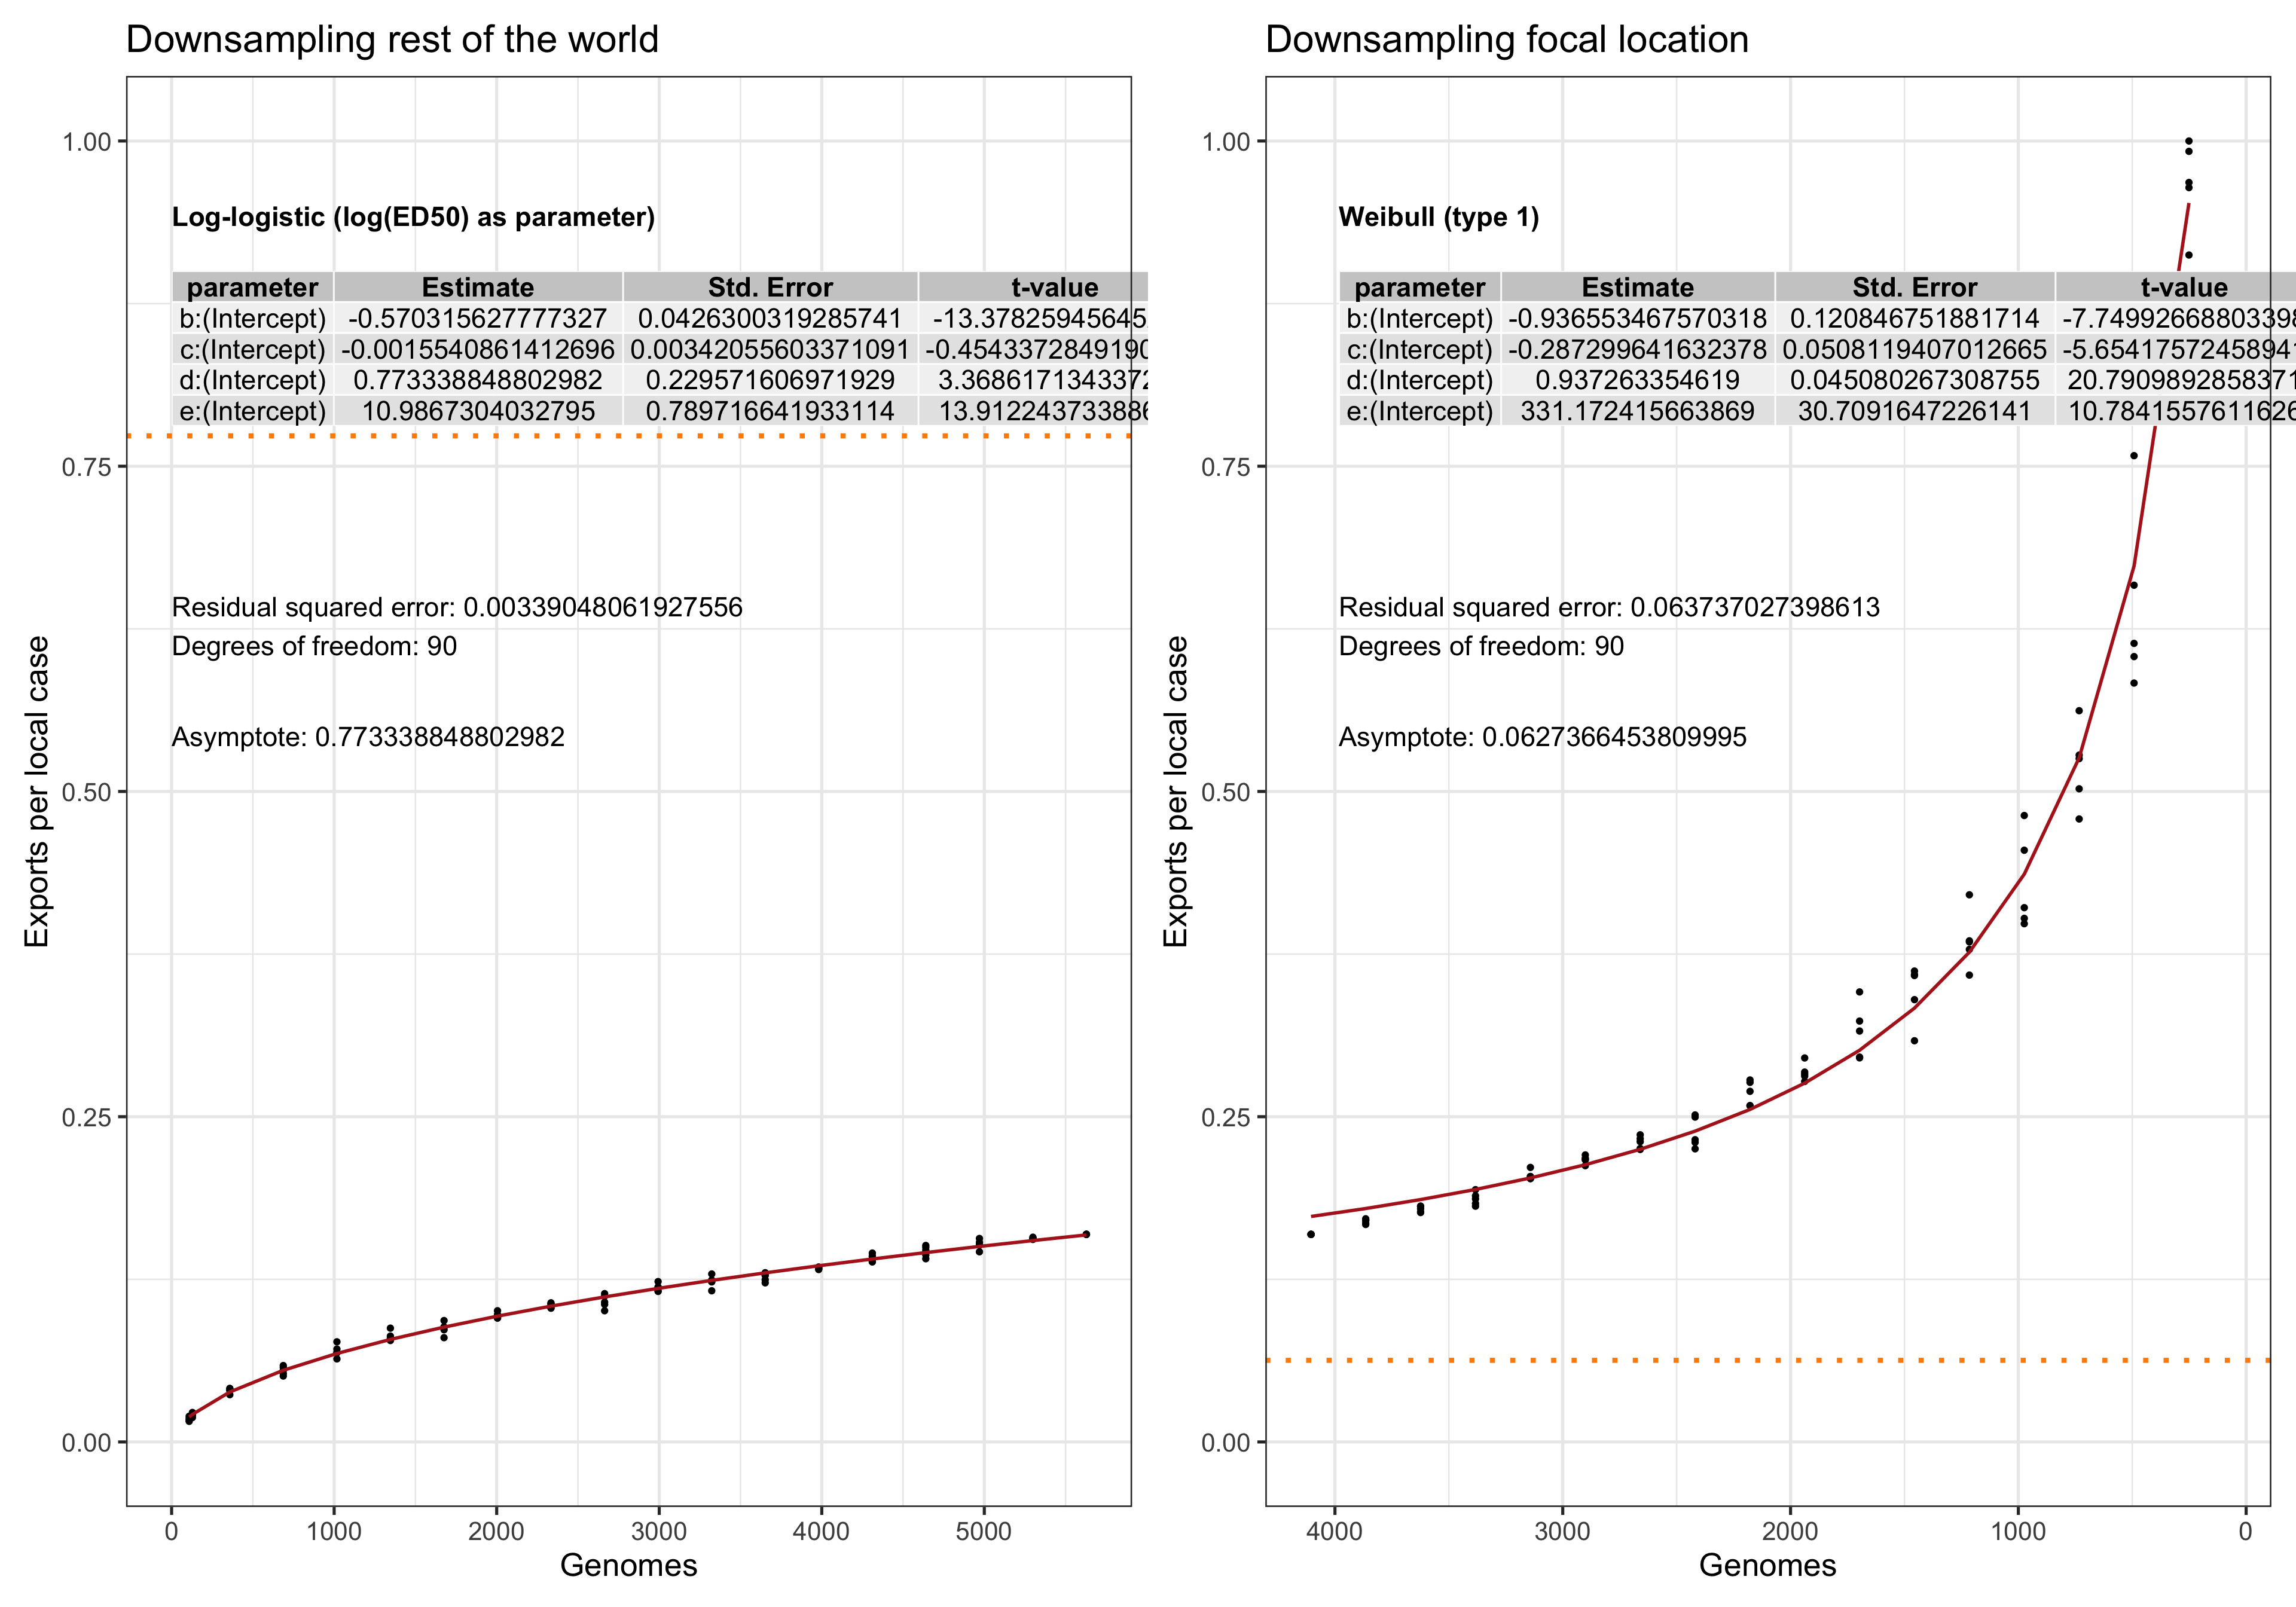 Downsampling rest of the world
Exports per local case
1.00
0.75
0.50
0.25
0.00
Log-logistic (log(ED50) as parameter)
parameter Estimate Std. Error t-value
b:(Intercept) -0.570315627777327 0.0426300319285741 -13.3782594564
c:(Intercept) -0.0015540861412696 0.00342055603371091 -0.4543372849190
d:(Intercept) 0.773338848802982 0.229571606971929 3.3686171343372
e:(Intercept) 10.9867304032795 0.789716641933114 13.912243733886
Residual squared error: 0.00339048061927556
Degrees of freedom: 90
Asymptote: 0.773338848802982
0 1000 2000 3000 4000 5000
Genomes
Downsampling focal location
Exports per local case
1.00
0.75
0.50
0.25
0.00
Weibull (type 1)
parameter Estimate Std. Error t-value
b:(Intercept) -0.936553467570318 0.120846751881714 -7.7499266880339
c:(Intercept) -0.287299641632378 0.0508119407012665 -5.654175724589
d:(Intercept) 0.937263354619 0.045080267308755 20.790989285837
e:(Intercept) 331.172415663869 30.7091647226141 10.784155761162
Residual squared error: 0.063737027398613
Degrees of freedom: 90
Asymptote: 0.0627366453809995
4000 3000 2000 1000 0
Genomes